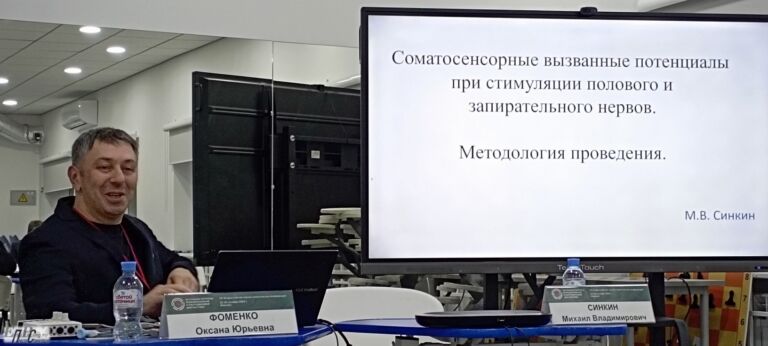 Соматосенсорные вызванные потенциалы
при стимуляции полового и
запирательного нервов.
Методология проведения.
М.В. Синкин
ФОМЕНКО
Оксана Юрьевна
СИНКИН
Михаил Владимирович